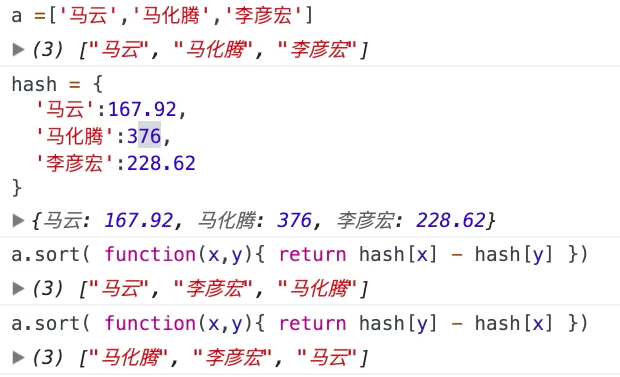 a =['马云','马化腾','李彦宏']
▶(3) ["马云", "马化腾", "李彦宏"]
hash = {
  '马云':167.92,
  '马化腾':376,
  '李彦宏':228.62
}
▶{马云: 167.92, 马化腾: 376, 李彦宏: 228.62}
a.sort( function(x,y){ return hash[x] - hash[y] })
▶(3) ["马云", "李彦宏", "马化腾"]
a.sort( function(x,y){ return hash[y] - hash[x] })
▶(3) ["马化腾", "李彦宏", "马云"]